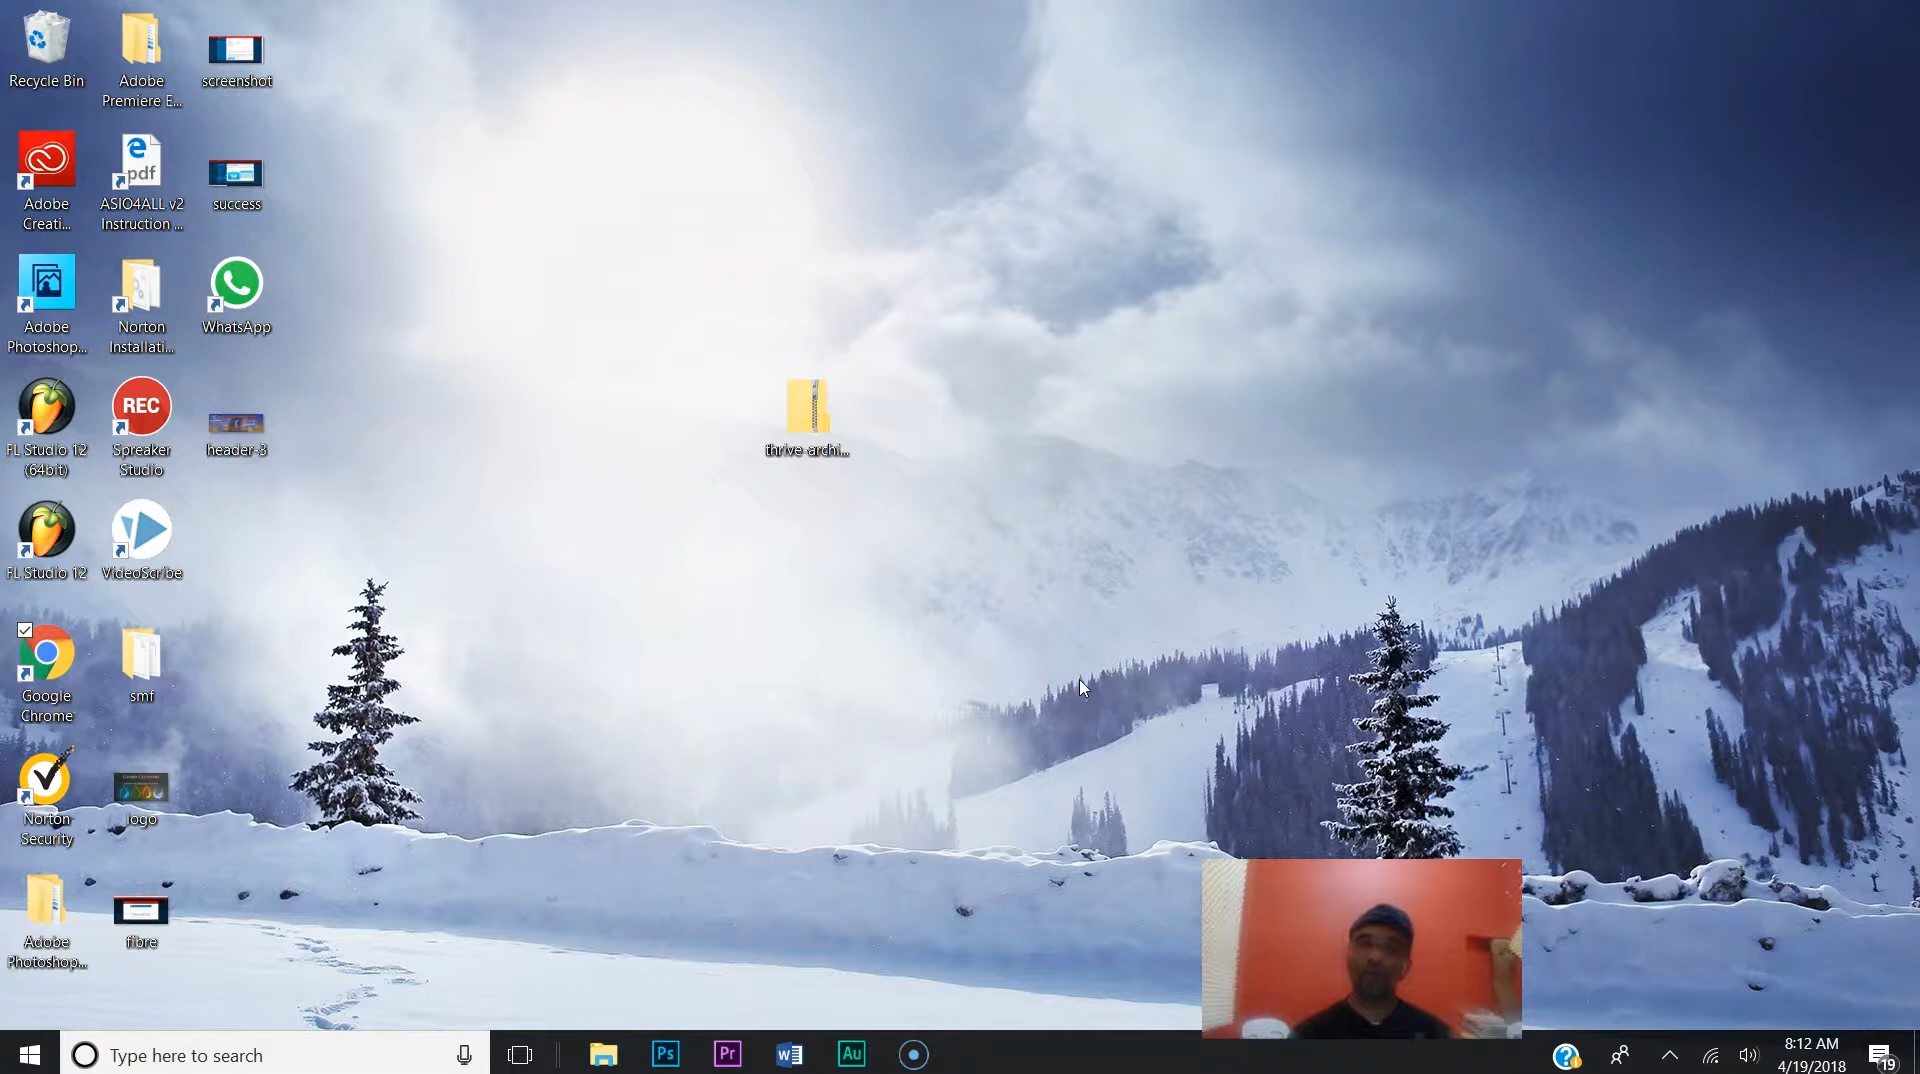 Recycle Bin
Adobe
Premiere E...
screenshot
Adobe
Creati...
pdf
ASIO4ALL v2
Instruction ...
success
Adobe
Photoshop...
Norton
Installati...
WhatsApp
FL Studio 12
(64bit)
REC
Spreaker
Studio
header-3
thrive-archi...
FL Studio 12
VideoScribe
Google
Chrome
smf
Norton
Security
logo
Adobe
Photoshop...
fibre
Type here to search
Ps
Pr
W
Au
8:12 AM
4/19/2018
19